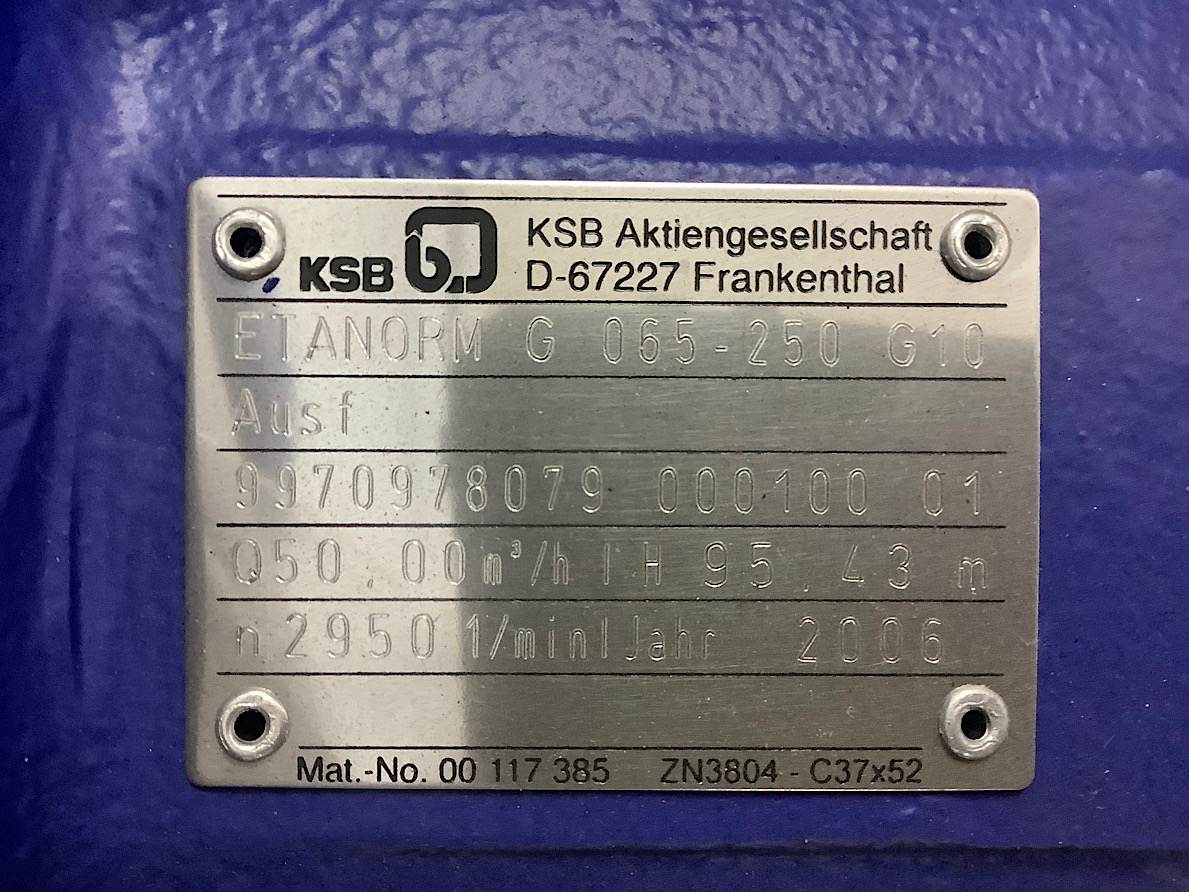 KSB KSB Aktiengesellschaft
D-67227 Frankenthal
ETANORM G 065-250 G10
Ausf
9970978079 000100 01
Q50.00m³/h | H 95.43 m
n 2950 1/min | Jahr 2006
Mat.-No. 00 117 385 ZN3804 - C37x52